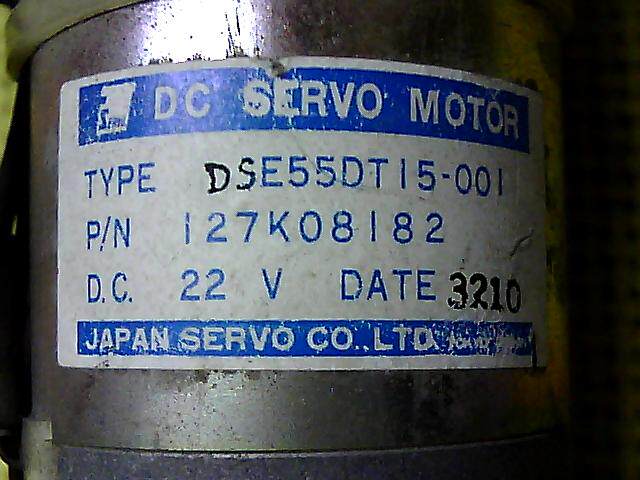 DC SERVO MOTOR
TYPE DSE55DT15-001
P/N 127K08182
D.C. 22 V DATE 3210
JAPAN SERVO CO., LTD.